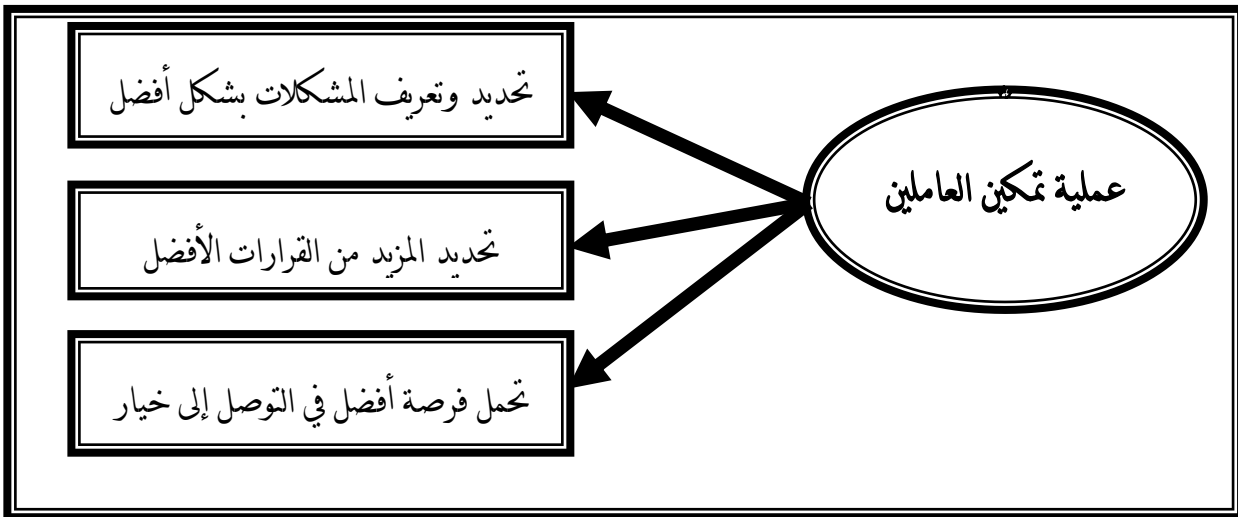 عملية تمكين العاملين
تحديد وتعريف المشكلات بشكل أفضل
تحديد المزيد من القرارات الأفضل
تحمل فرصة أفضل في التوصل إلى خيار